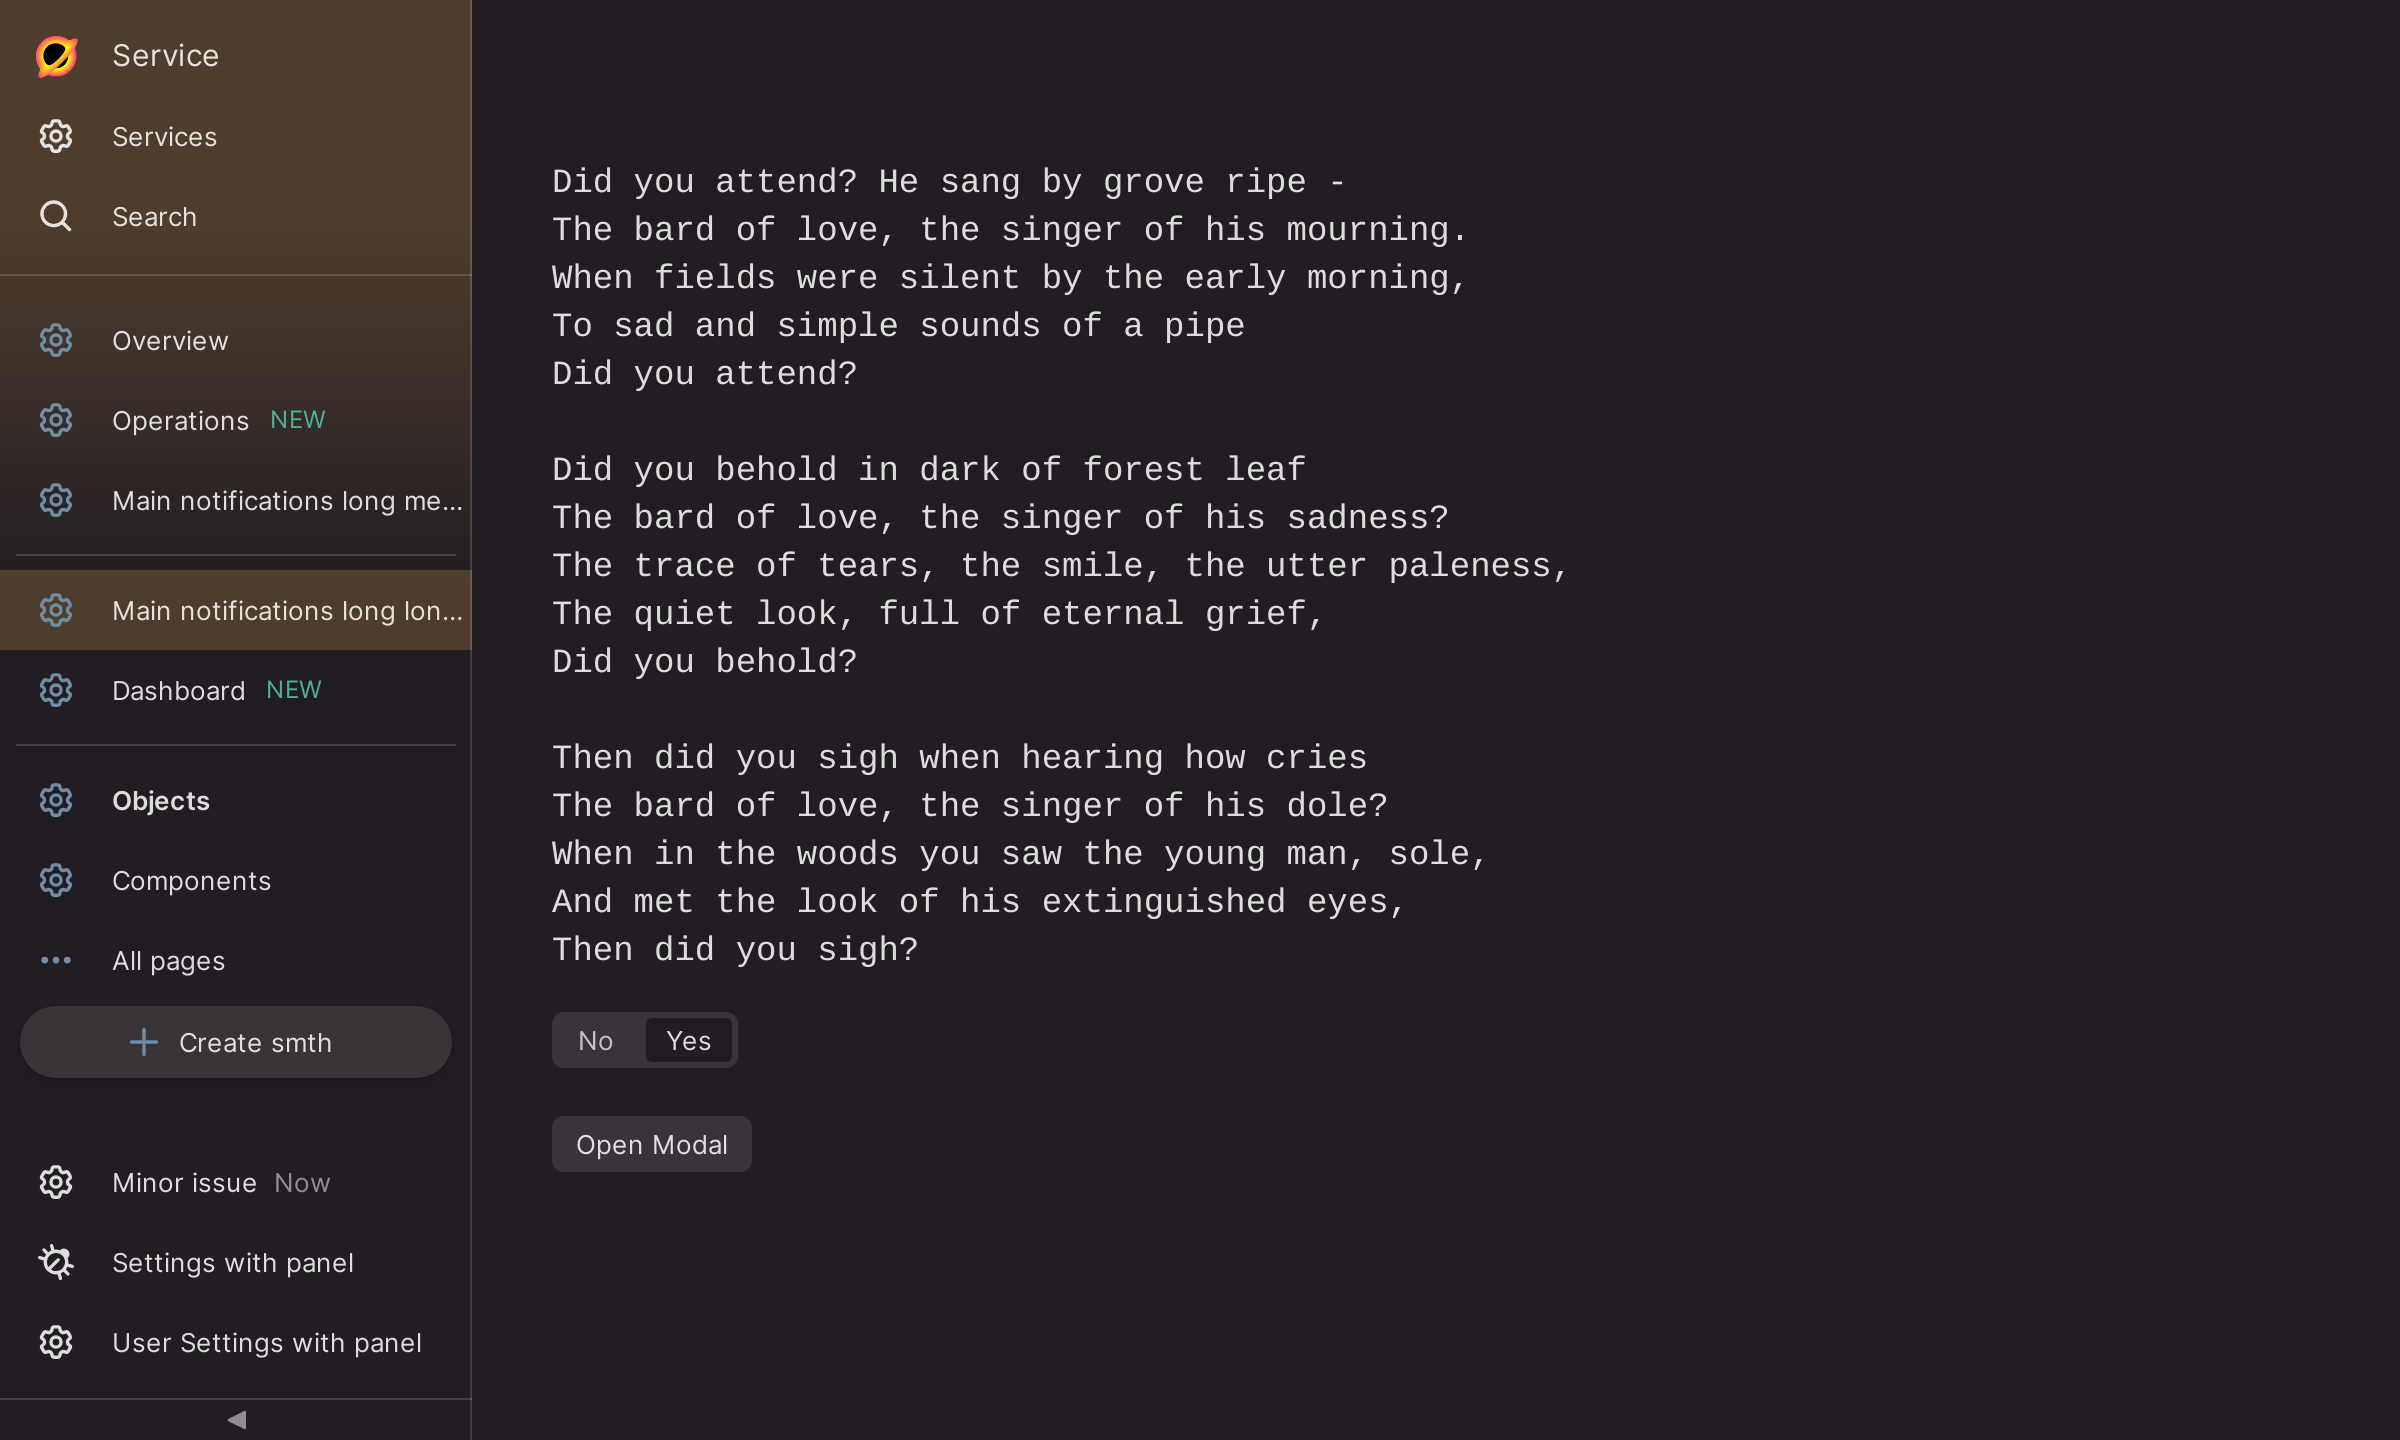 Service
Services
Search
Overview
Operations NEW
Main notifications long me...
Main notifications long lon...
Dashboard NEW
Objects
Components
All pages
Create smth
Minor issue Now
Settings with panel
User Settings with panel
Did you attend? He sang by grove ripe -
The bard of love, the singer of his mourning.
When fields were silent by the early morning,
To sad and simple sounds of a pipe
Did you attend?
Did you behold in dark of forest leaf
The bard of love, the singer of his sadness?
The trace of tears, the smile, the utter paleness,
The quiet look, full of eternal grief,
Did you behold?
Then did you sigh when hearing how cries
The bard of love, the singer of his dole?
When in the woods you saw the young man, sole,
And met the look of his extinguished eyes,
Then did you sigh?
No Yes
Open Modal